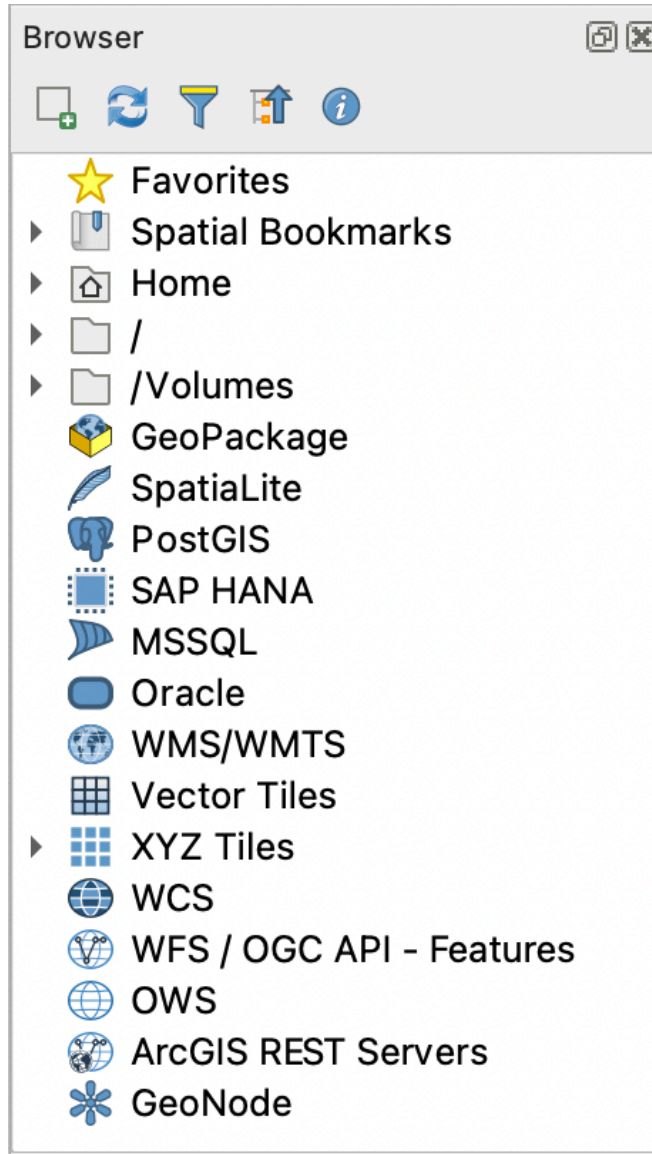 Browser
Favorites
Spatial Bookmarks
Home
/
/Volumes
GeoPackage
SpatiaLite
PostGIS
SAP HANA
MSSQL
Oracle
WMS/WMTS
Vector Tiles
XYZ Tiles
WCS
WFS / OGC API - Features
OWS
ArcGIS REST Servers
GeoNode